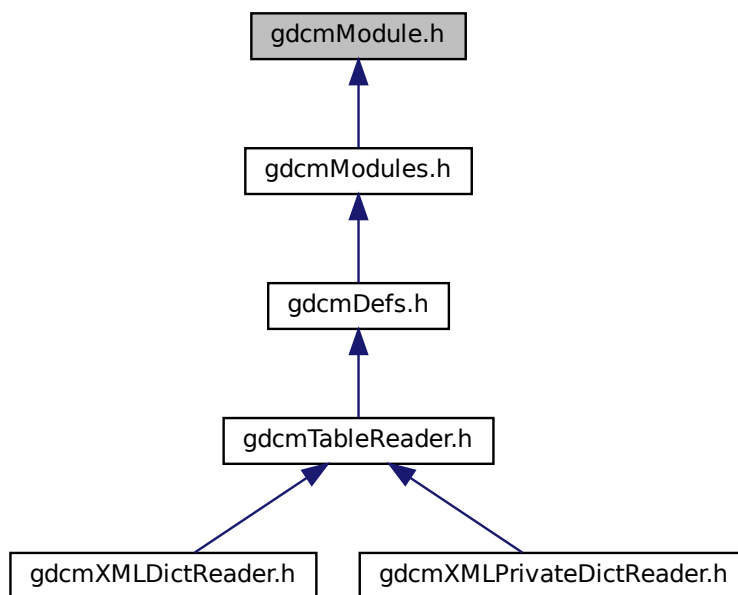 gdcmModule.h
gdcmModules.h
gdcmDefs.h
gdcmTableReader.h
gdcmXMLDictReader.h
gdcmXMLPrivateDictReader.h